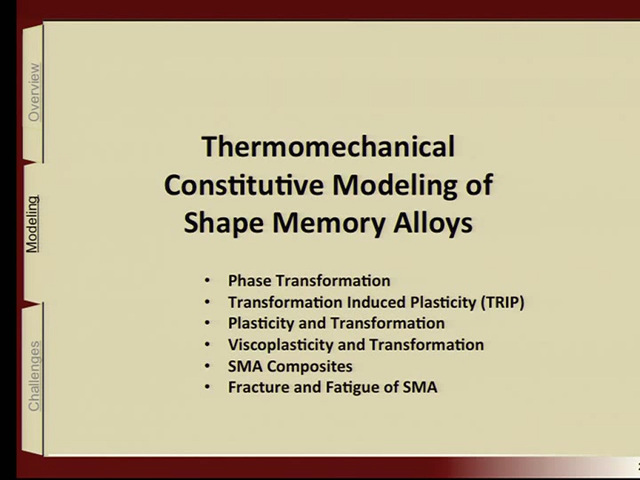 Overview
Modeling
Challenges
Thermomechanical
Constitutive Modeling of
Shape Memory Alloys
• Phase Transformation
• Transformation Induced Plasticity (TRIP)
• Plasticity and Transformation
• Viscoplasticity and Transformation
• SMA Composites
• Fracture and Fatigue of SMA